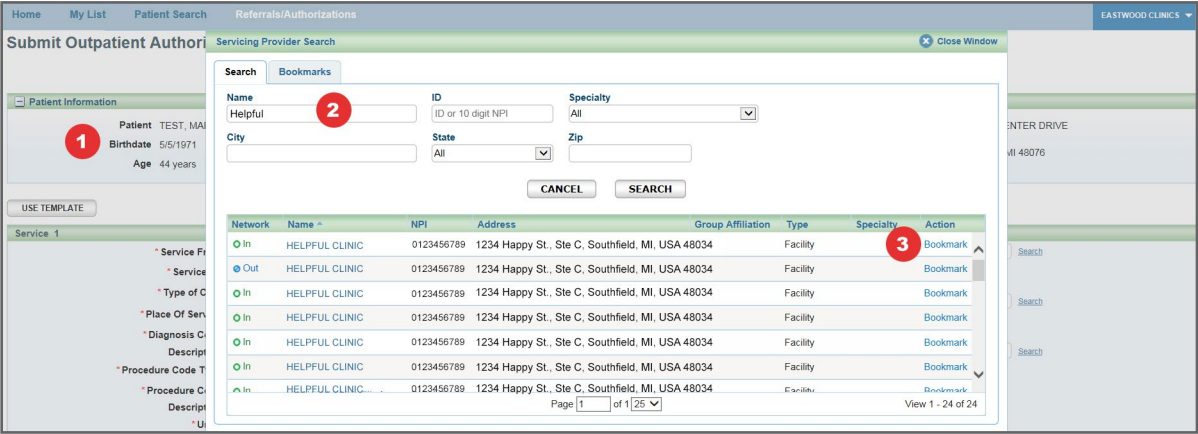 Home My List Patient Search Referrals/Authorizations EASTWOOD CLINICS
Submit Outpatient Authori
Servicing Provider Search Close Window
Search Bookmarks
Patient Information
Name ID Specialty
Helpful 2 ID or 10 digit NPI All
Patient TEST, MA
ENTER DRIVE
1
Birthdate 5/5/1971
City State Zip
All
MI 48076
Age 44 years
CANCEL SEARCH
USE TEMPLATE
Network Name NPI Address Group Affiliation Type Specialty Action
Service 1
In HELPFUL CLINIC 0123456789 1234 Happy St., Ste C, Southfield, MI, USA 48034 Facility 3 Bookmark
* Service Fr Search
Out HELPFUL CLINIC 0123456789 1234 Happy St., Ste C, Southfield, MI, USA 48034 Facility Bookmark
* Service
In HELPFUL CLINIC 0123456789 1234 Happy St., Ste C, Southfield, MI, USA 48034 Facility Bookmark
* Type of C Search
In HELPFUL CLINIC 0123456789 1234 Happy St., Ste C, Southfield, MI, USA 48034 Facility Bookmark
* Place Of Serv
In HELPFUL CLINIC 0123456789 1234 Happy St., Ste C, Southfield, MI, USA 48034 Facility Bookmark
* Diagnosis Co
Descript Search
In HELPFUL CLINIC 0123456789 1234 Happy St., Ste C, Southfield, MI, USA 48034 Facility Bookmark
* Procedure Code T
In HELPFUL CLINIC 0123456789 1234 Happy St., Ste C, Southfield, MI, USA 48034 Facility Bookmark
* Procedure Co
Descript
Page 1 of 1 25 View 1 - 24 of 24
* U